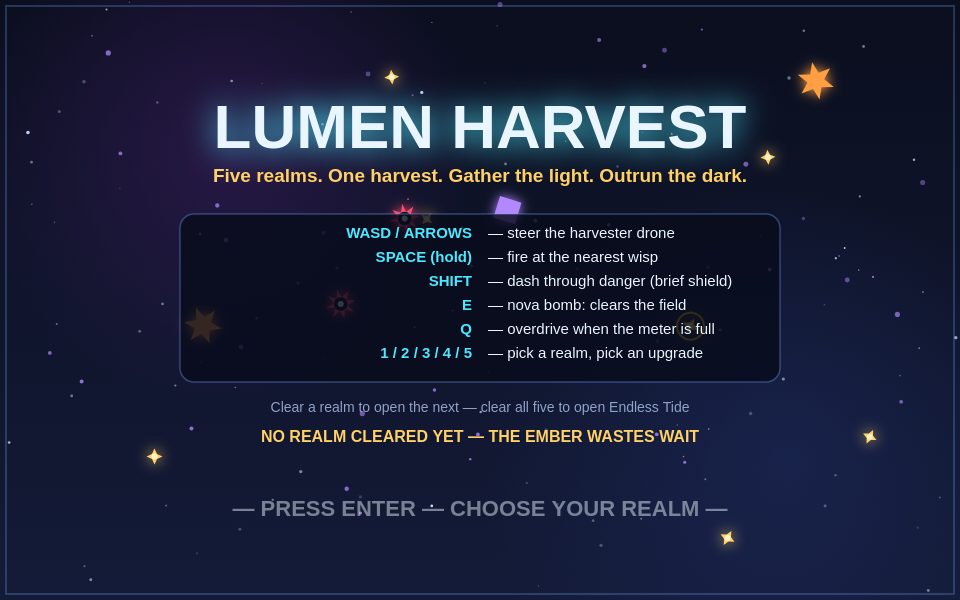 LUMEN HARVEST
Five realms. One harvest. Gather the light. Outrun the dark.
WASD / ARROWS — steer the harvester drone
SPACE (hold) — fire at the nearest wisp
SHIFT — dash through danger (brief shield)
E — nova bomb: clears the field
Q — overdrive when the meter is full
1 / 2 / 3 / 4 / 5 — pick a realm, pick an upgrade
Clear a realm to open the next — clear all five to open Endless Tide
NO REALM CLEARED YET — THE EMBER WASTES WAIT
— PRESS ENTER — CHOOSE YOUR REALM —